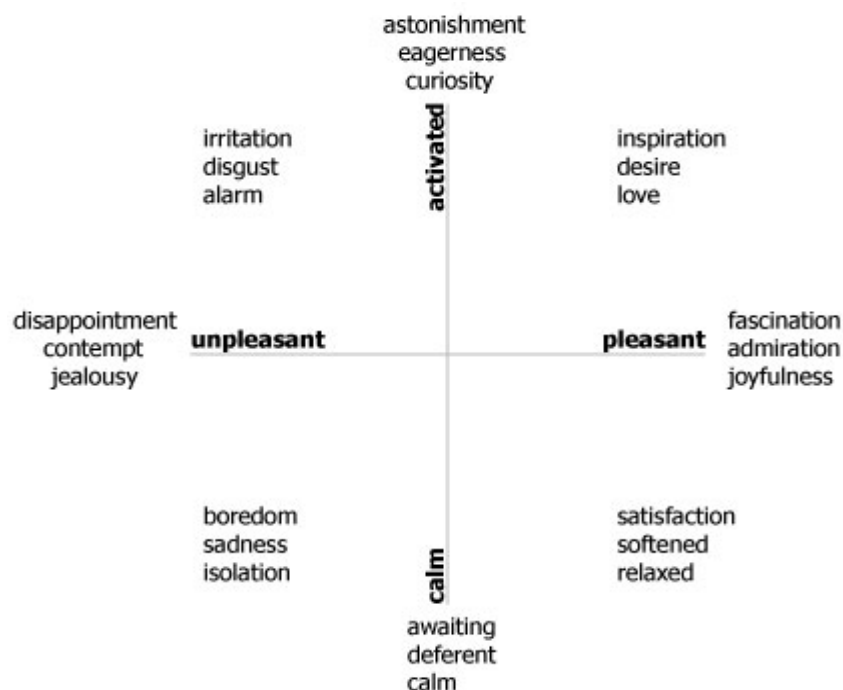 astonishment
eagerness
curiosity
activated
irritation
disgust
alarm
inspiration
desire
love
disappointment
contempt
jealousy
unpleasant
pleasant
fascination
admiration
joyfulness
boredom
sadness
isolation
satisfaction
softened
relaxed
calm
awaiting
deferent
calm